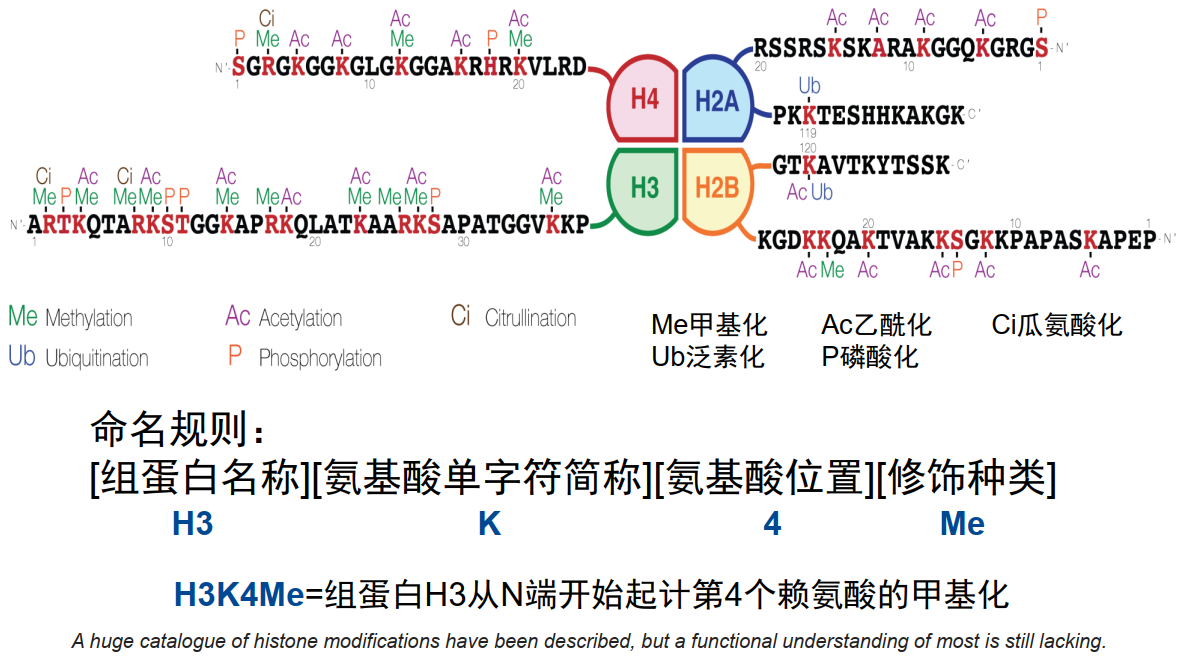 Ci Ac Ac Ac Ac Ac P
P Me Ac Ac Me Ac P Me
N'-SGRGKGGKGLGKGGAKRHRKVLRD
1 10 20
H4 H2A
RSSRSKSKARAKGGQKGRGS-N'
20 10 1
Ub
PKKTESHHKAKGK-C'
119
120
GTKAVTKYTSSK-C'
Ac Ub
Ci Ac Ci Ac Ac Ac Ac Ac
Me P Me Me Me P P Me Me Ac Me Me Me P Me
N'-ARTKQTARKSTGGKAPRKQLATKAARKSAPATGGVKKP
1 10 20 30
H3 H2B
20 10 1
KGDKKQAKTVAKKSGKKPAPASKAPEP-N'
Ac Me Ac Ac P Ac Ac
Me Methylation Ac Acetylation Ci Citrullination
Ub Ubiquitination P Phosphorylation
Me甲基化 Ac乙酰化 Ci瓜氨酸化
Ub泛素化 P磷酸化
命名规则：
[组蛋白名称][氨基酸单字符简称][氨基酸位置][修饰种类]
H3 K 4 Me
H3K4Me=组蛋白H3从N端开始起计第4个赖氨酸的甲基化
A huge catalogue of histone modifications have been described, but a functional understanding of most is still lacking.